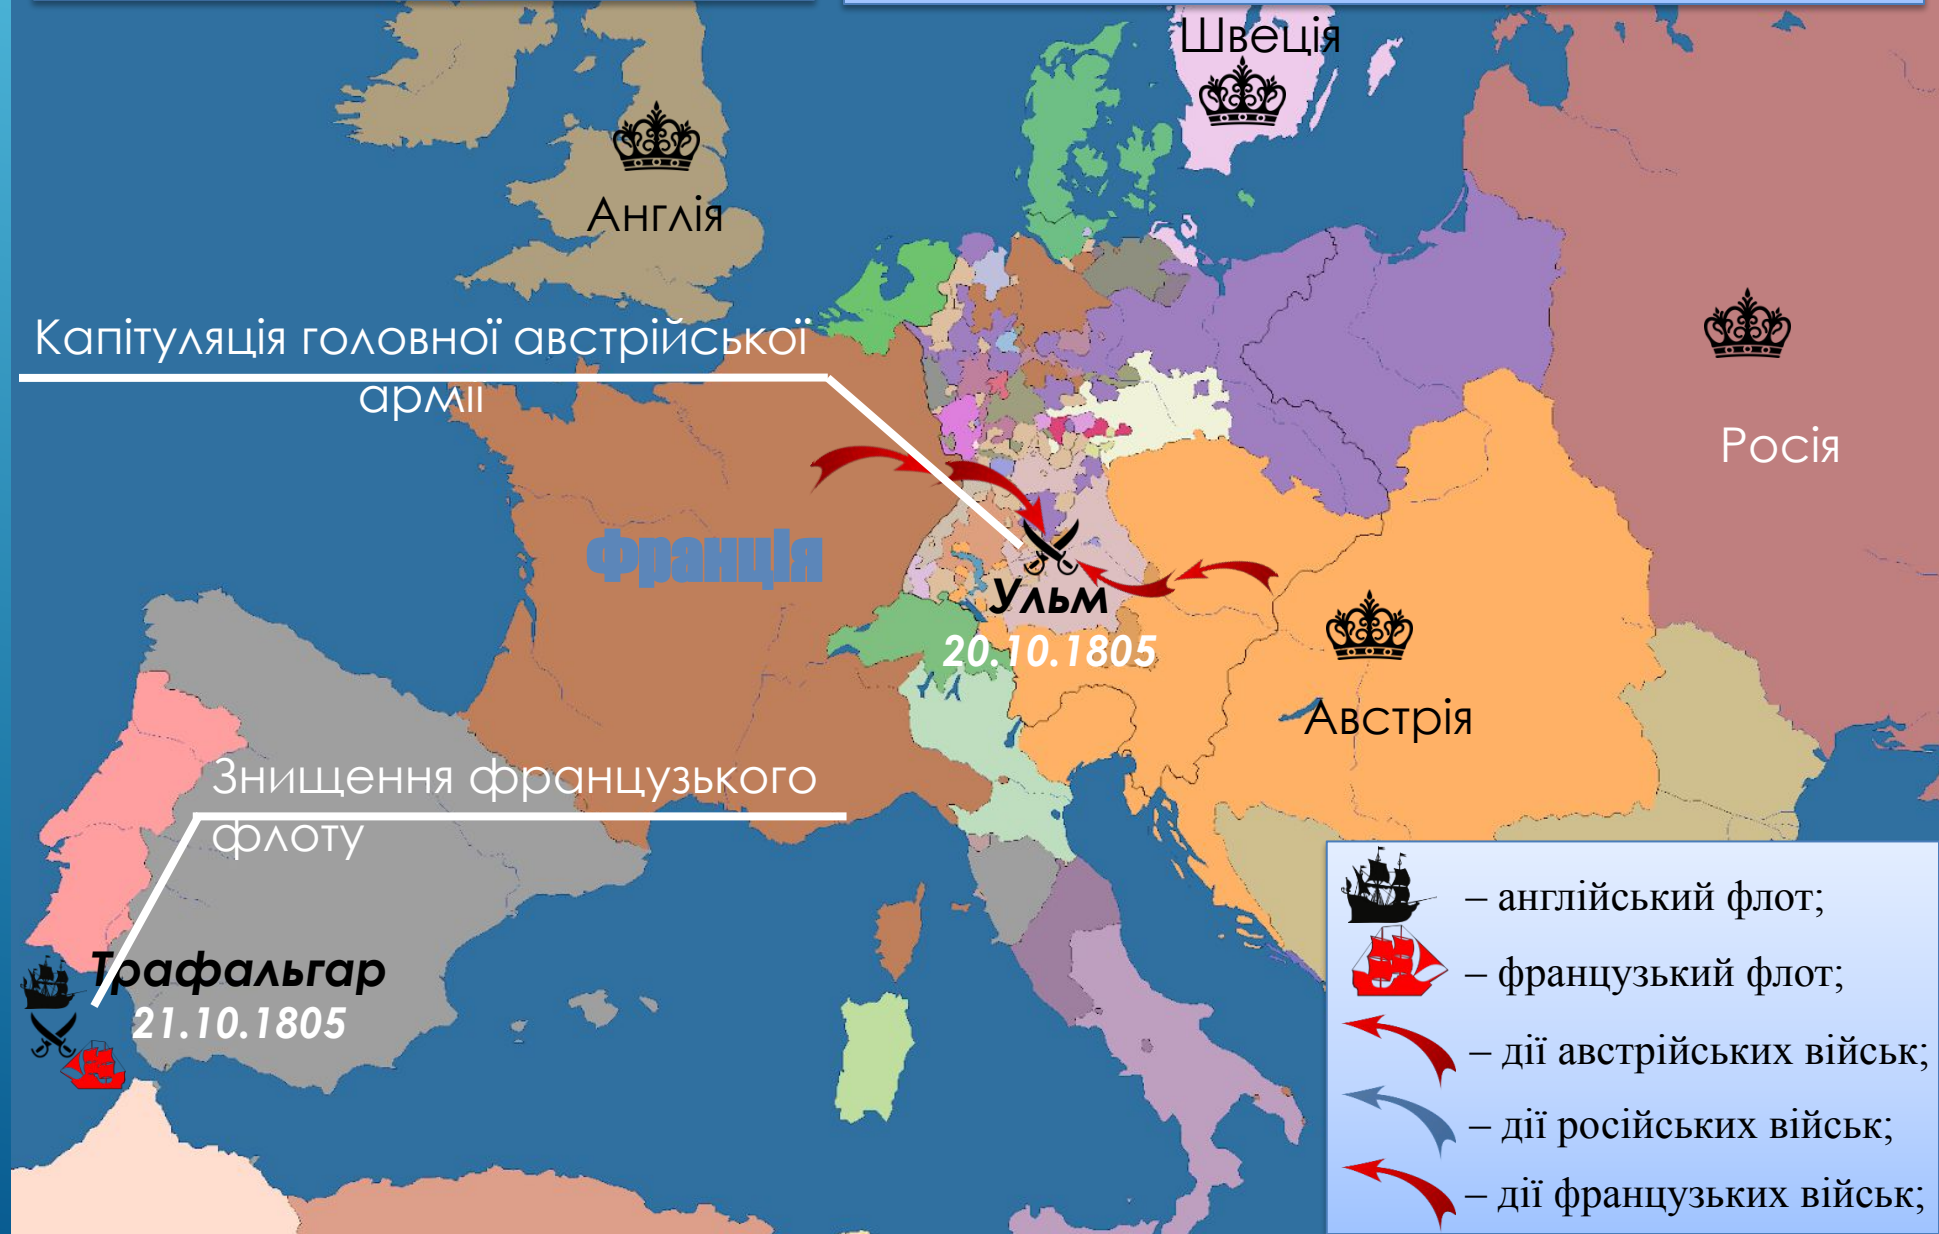 Швеція
Англія
Капітуляція головної австрійської
армії
Росія
Франція
Ульм
20.10.1805
Австрія
Знищення французького
флоту
Трафальгар
21.10.1805
– англійський флот;
– французький флот;
– дії австрійських військ;
– дії російських військ;
– дії французьких військ;